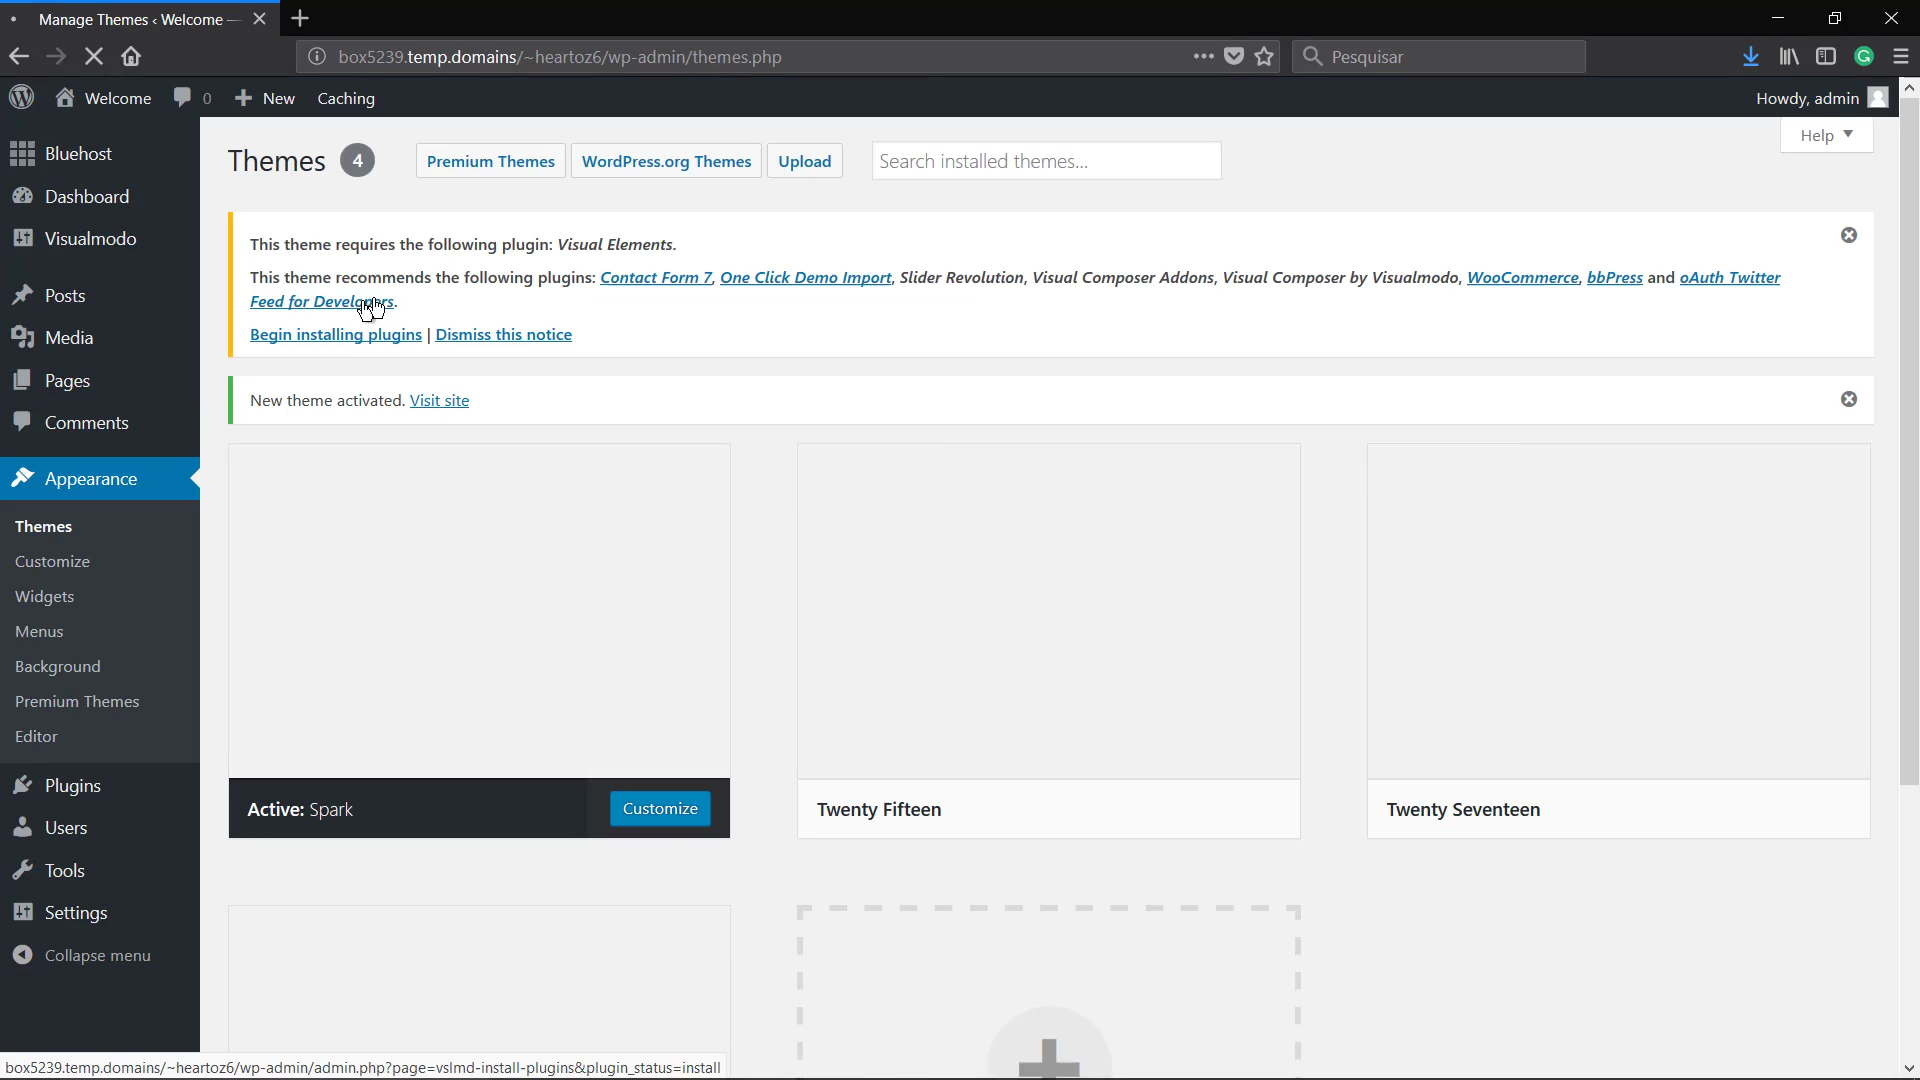 Manage Themes ‹ Welcome —
box5239.temp.domains/~heartoz6/wp-admin/themes.php
Pesquisar
Welcome
0
New
Caching
Howdy, admin
Help
Bluehost
Dashboard
Visualmodo
Posts
Media
Pages
Comments
Appearance
Themes
Customize
Widgets
Menus
Background
Premium Themes
Editor
Plugins
Users
Tools
Settings
Collapse menu
Themes 4
Premium Themes
WordPress.org Themes
Upload
Search installed themes...
This theme requires the following plugin: Visual Elements.
This theme recommends the following plugins: Contact Form 7, One Click Demo Import, Slider Revolution, Visual Composer Addons, Visual Composer by Visualmodo, WooCommerce, bbPress and oAuth Twitter
Feed for Developers.
Begin installing plugins | Dismiss this notice
New theme activated. Visit site
Active: Spark
Customize
Twenty Fifteen
Twenty Seventeen
box5239.temp.domains/~heartoz6/wp-admin/admin.php?page=vslmd-install-plugins&plugin_status=install